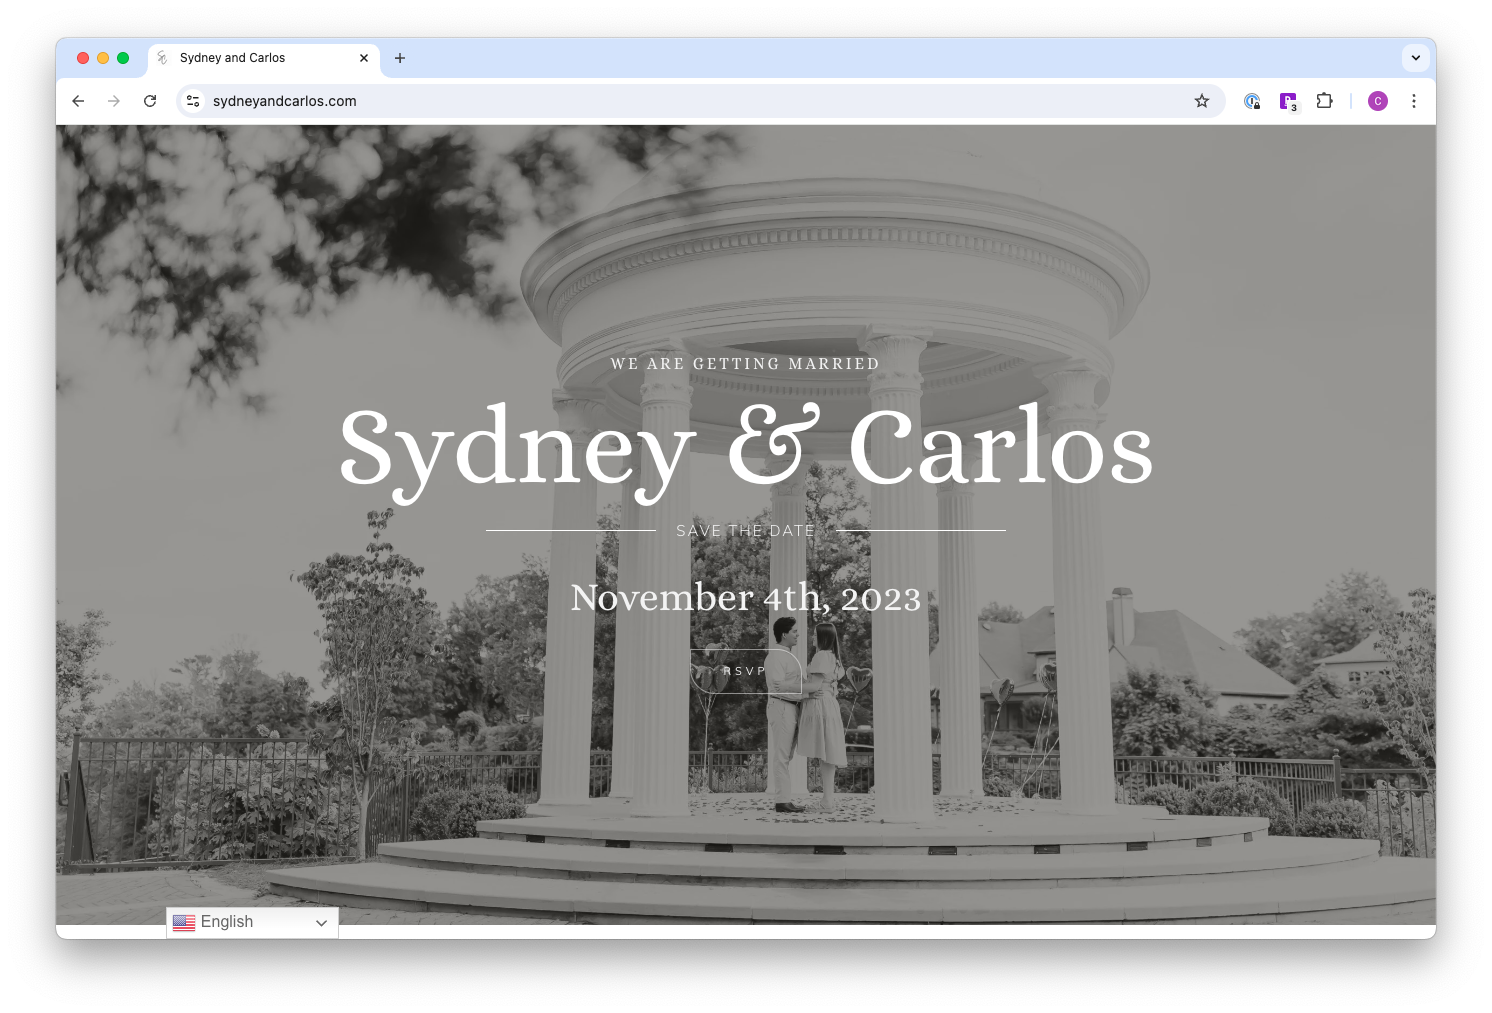 Sydney and Carlos
sydneyandcarlos.com
3
C
WE ARE GETTING MARRIED
Sydney & Carlos
SAVE THE DATE
November 4th, 2023
RSVP
English